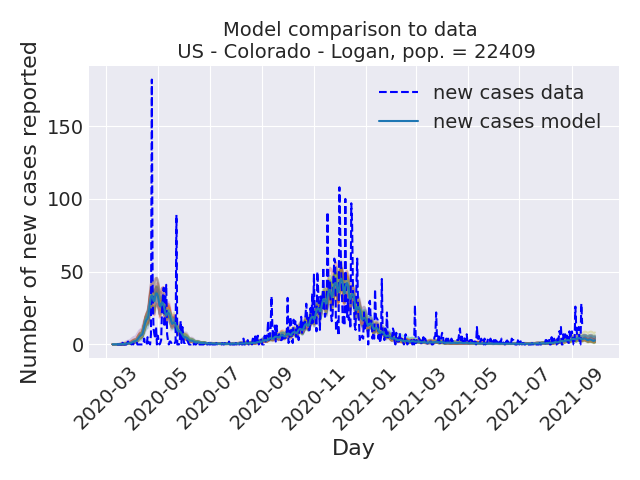 Model comparison to data
US - Colorado - Logan, pop. = 22409
new cases data
new cases model
Number of new cases reported
150
100
50
0
2020-03
2020-05
2020-07
2020-09
2020-11
2021-01
2021-03
2021-05
2021-07
2021-09
Day